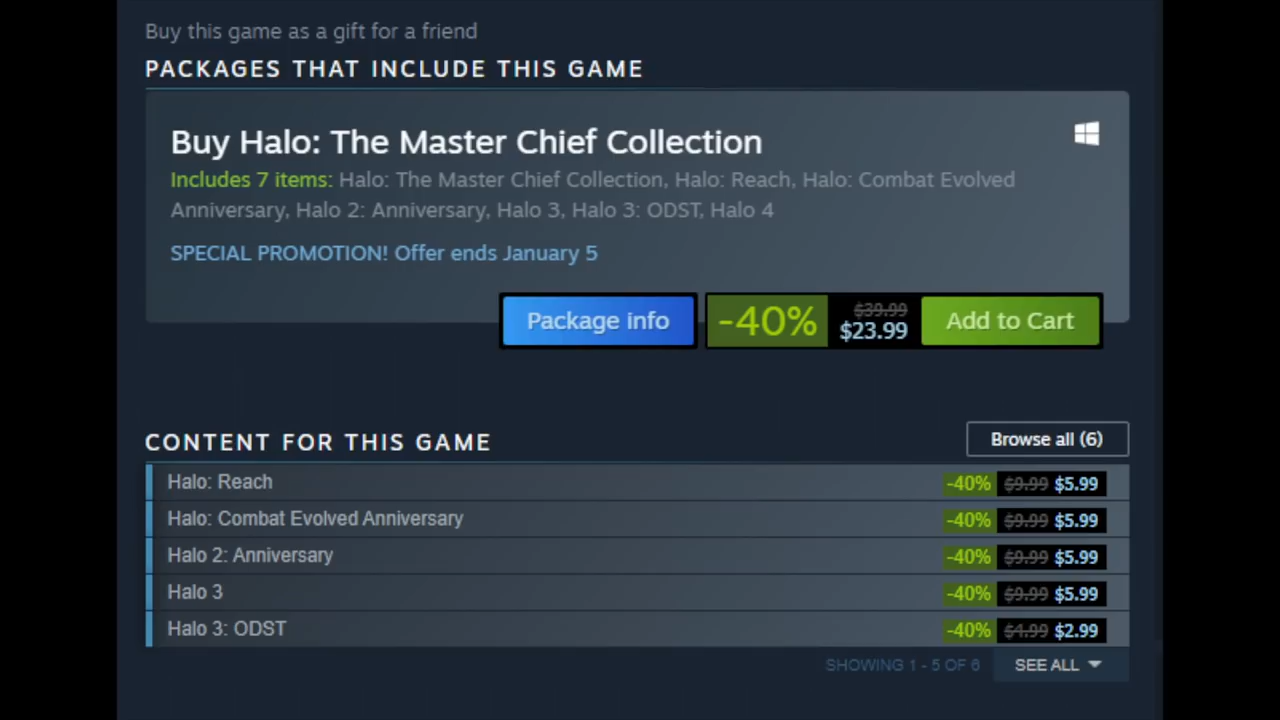 Buy this game as a gift for a friend
PACKAGES THAT INCLUDE THIS GAME
Buy Halo: The Master Chief Collection
Includes 7 items: Halo: The Master Chief Collection, Halo: Reach, Halo: Combat Evolved
Anniversary, Halo 2: Anniversary, Halo 3, Halo 3: ODST, Halo 4
SPECIAL PROMOTION! Offer ends January 5
Package info -40% $39.99 $23.99 Add to Cart
CONTENT FOR THIS GAME Browse all (6)
Halo: Reach -40% $9.99 $5.99
Halo: Combat Evolved Anniversary -40% $9.99 $5.99
Halo 2: Anniversary -40% $9.99 $5.99
Halo 3 -40% $9.99 $5.99
Halo 3: ODST -40% $4.99 $2.99
SHOWING 1 - 5 OF 6 SEE ALL